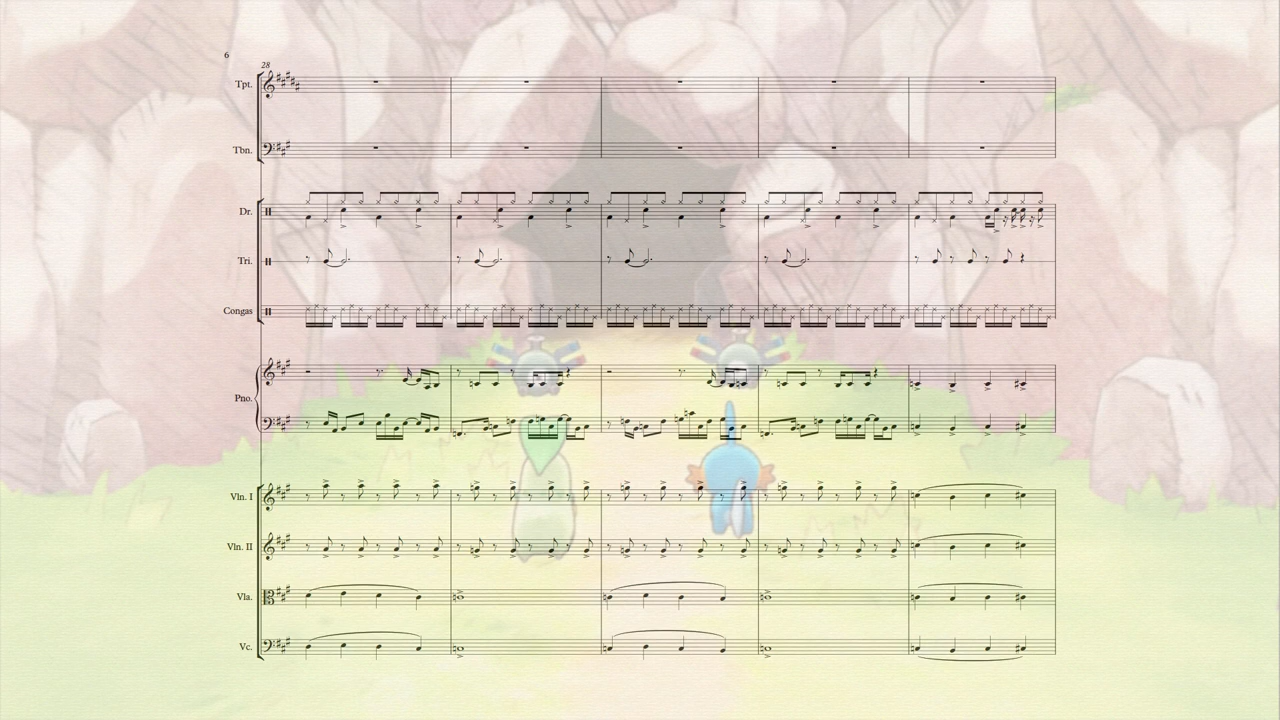 6
28
Tpt.
Tbn.
Dr.
Tri.
Congas
Pno.
Vln. I
Vln. II
Vla.
Vc.